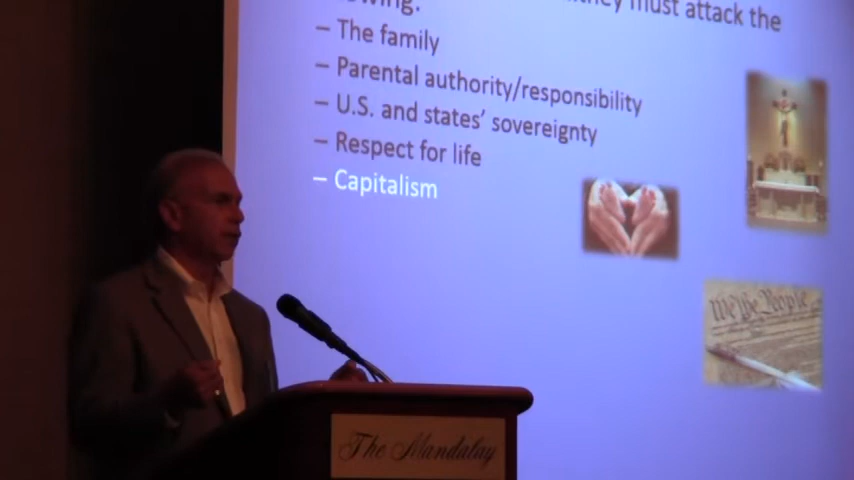 must attack the
– The family
– Parental authority/responsibility
– U.S. and states’ sovereignty
– Respect for life
– Capitalism
We the People
The Mandalay